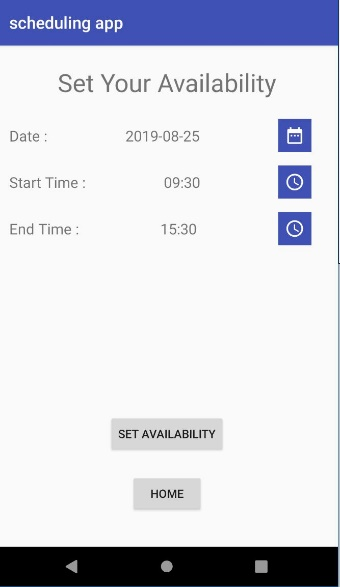 scheduling app
Set Your Availability
Date : 2019-08-25
Start Time : 09:30
End Time : 15:30
SET AVAILABILITY
HOME